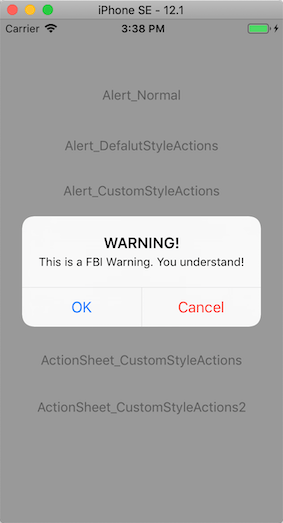 iPhone SE - 12.1
Carrier 3:38 PM
Alert_Normal
Alert_DefalutStyleActions
Alert_CustomStyleActions
WARNING!
This is a FBI Warning. You understand!
OK Cancel
ActionSheet_CustomStyleActions
ActionSheet_CustomStyleActions2